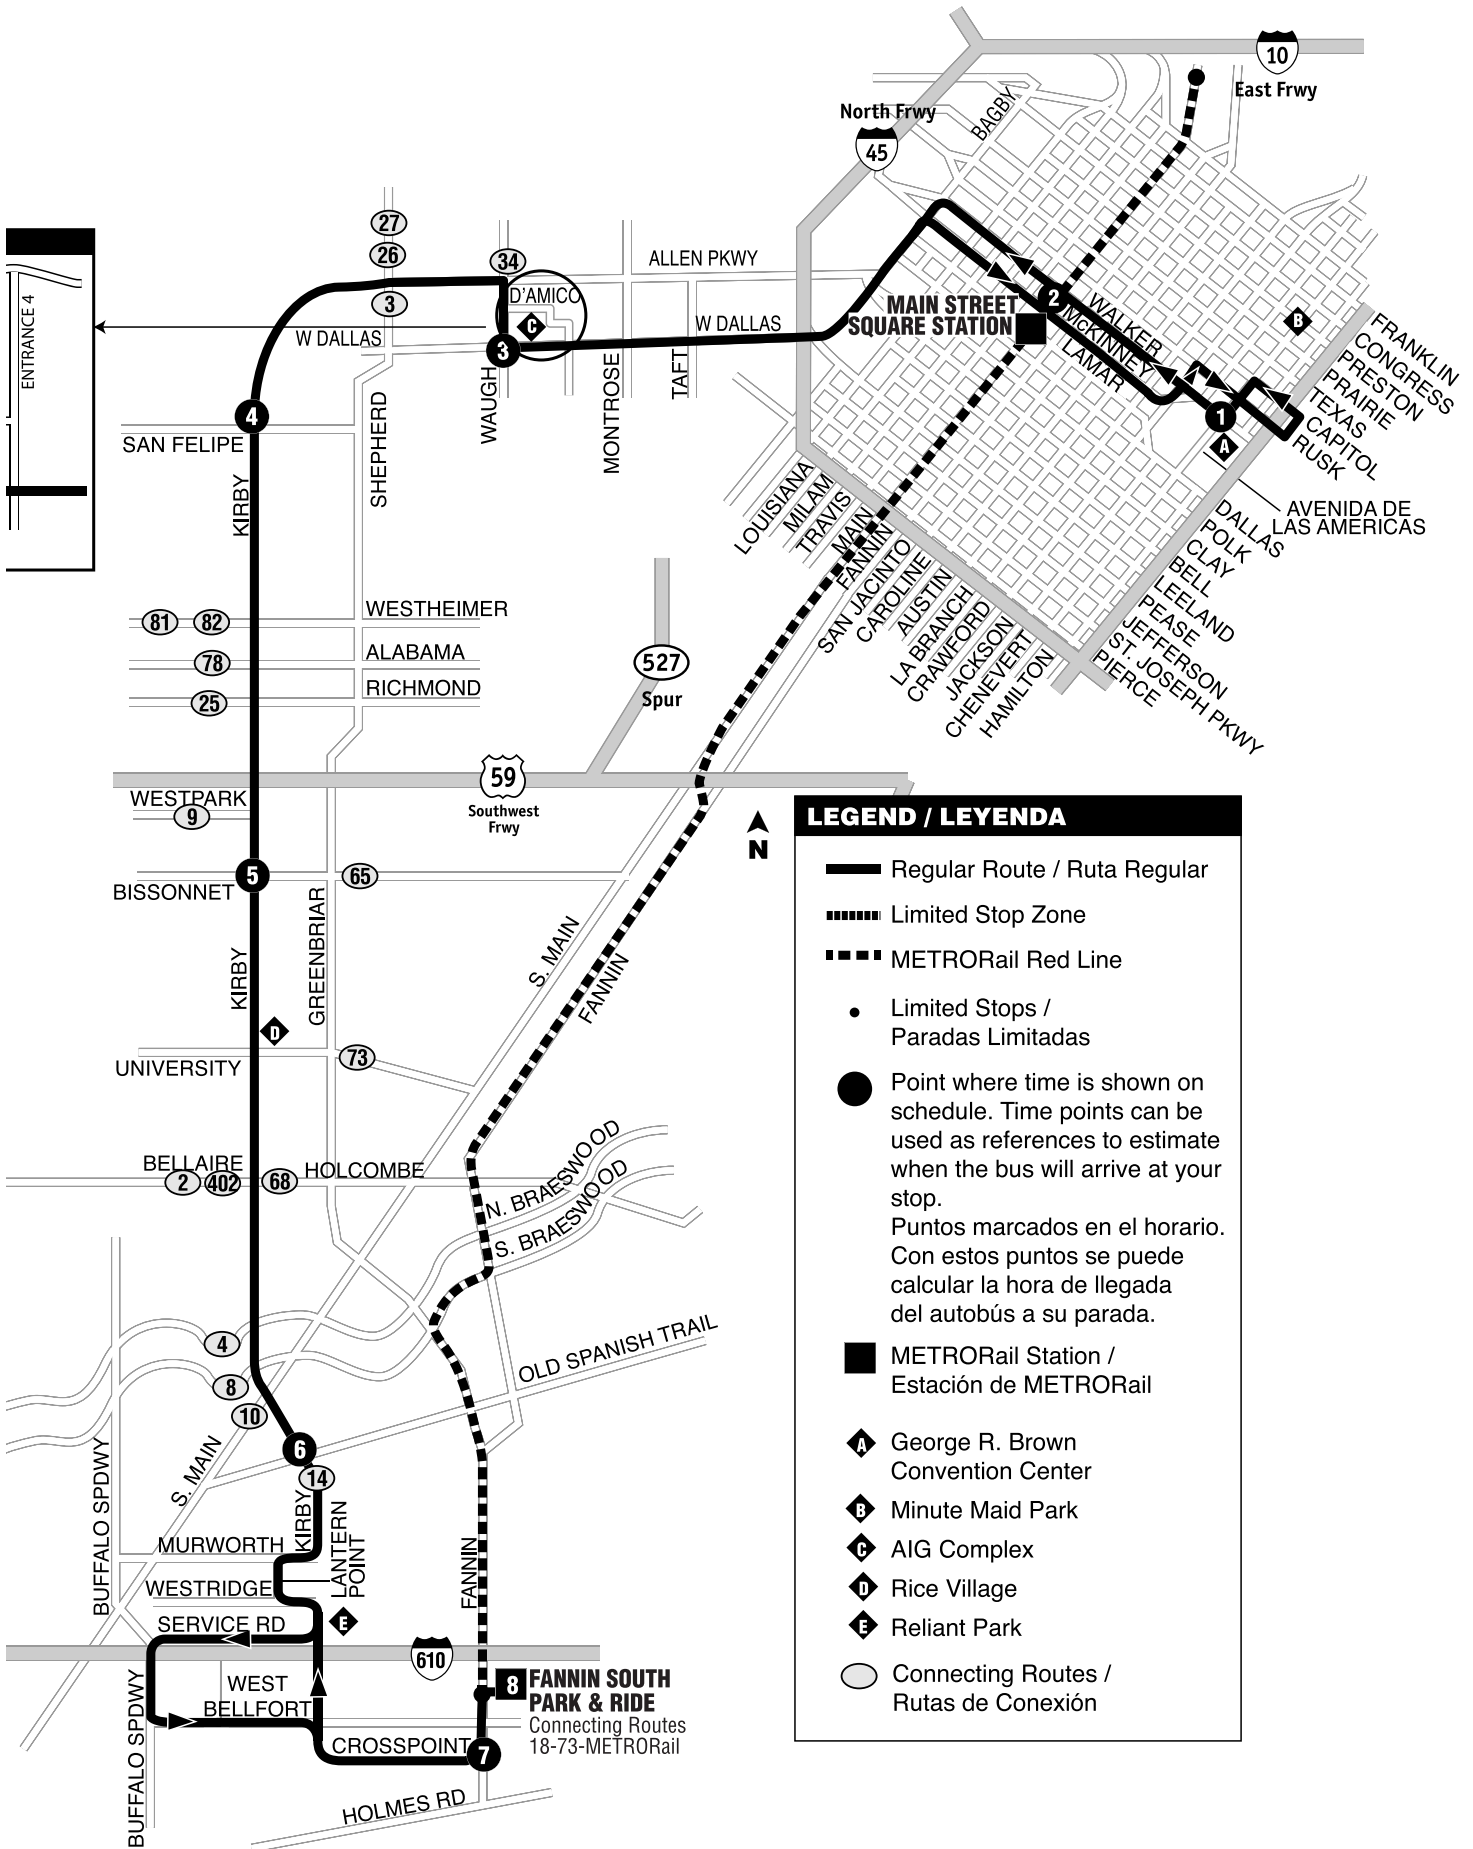 10
East Frwy
North Frwy
45
BAGBY
27
26
34
3
ALLEN PKWY
D'AMICO
C
W DALLAS
W DALLAS
3
ENTRANCE 4
MAIN STREET
SQUARE STATION
2
WALKER
McKINNEY
LAMAR
B
1
A
FRANKLIN
CONGRESS
PRESTON
PRAIRIE
TEXAS
CAPITOL
RUSK
AVENIDA DE
LAS AMERICAS
4
SAN FELIPE
KIRBY
SHEPHERD
WAUGH
MONTROSE
TAFT
LOUISIANA
MILAM
TRAVIS
MAIN
FANNIN
SAN JACINTO
CAROLINE
AUSTIN
LA BRANCH
CRAWFORD
JACKSON
CHENEVERT
HAMILTON
DALLAS
POLK
CLAY
BELL
LEELAND
PEASE
JEFFERSON
ST. JOSEPH PKWY
PIERCE
81
82
WESTHEIMER
78
ALABAMA
25
RICHMOND
527
Spur
59
Southwest
Frwy
WESTPARK
9
5
BISSONNET
65
KIRBY
GREENBRIAR
S. MAIN
FANNIN
D
UNIVERSITY
73
BELLAIRE
2
402
68
HOLCOMBE
N. BRAESWOOD
S. BRAESWOOD
4
8
10
OLD SPANISH TRAIL
6
14
S. MAIN
BUFFALO SPDWY
KIRBY
LANTERN
POINT
MURWORTH
WESTRIDGE
SERVICE RD
E
FANNIN
610
WEST
BELLFORT
BUFFALO SPDWY
CROSSPOINT
7
8
FANNIN SOUTH
PARK & RIDE
Connecting Routes
18-73-METRORail
HOLMES RD
N
LEGEND / LEYENDA
Regular Route / Ruta Regular
Limited Stop Zone
METRORail Red Line
Limited Stops /
Paradas Limitadas
Point where time is shown on
schedule. Time points can be
used as references to estimate
when the bus will arrive at your
stop.
Puntos marcados en el horario.
Con estos puntos se puede
calcular la hora de llegada
del autobús a su parada.
METRORail Station /
Estación de METRORail
A George R. Brown
Convention Center
B Minute Maid Park
C AIG Complex
D Rice Village
E Reliant Park
Connecting Routes /
Rutas de Conexión